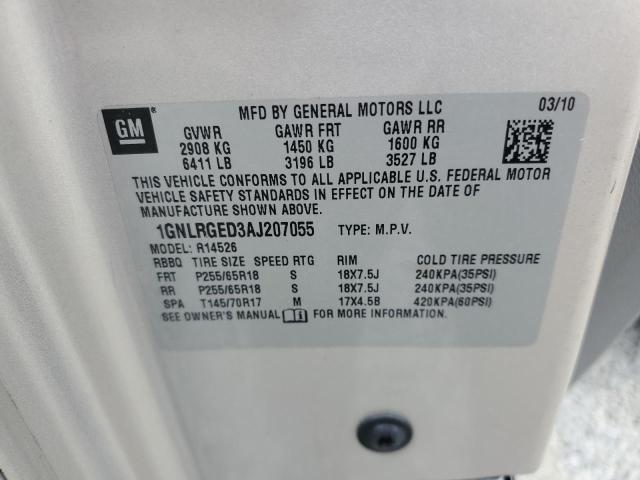 MFD BY GENERAL MOTORS LLC 03/10
GM
®
GVWR GAWR FRT GAWR RR
2908 KG 1450 KG 1600 KG
6411 LB 3196 LB 3527 LB
THIS VEHICLE CONFORMS TO ALL APPLICABLE U.S. FEDERAL MOTOR
VEHICLE SAFETY STANDARDS IN EFFECT ON THE DATE OF
MANUFACTURE SHOWN ABOVE.
1GNLRGED3AJ207055 TYPE: M.P.V.
MODEL: R14526
RBBQ TIRE SIZE SPEED RTG RIM COLD TIRE PRESSURE
FRT P255/65R18 S 18X7.5J 240KPA(35PSI)
RR P255/65R18 S 18X7.5J 240KPA(35PSI)
SPA T145/70R17 M 17X4.5B 420KPA(60PSI)
SEE OWNER'S MANUAL FOR MORE INFORMATION.